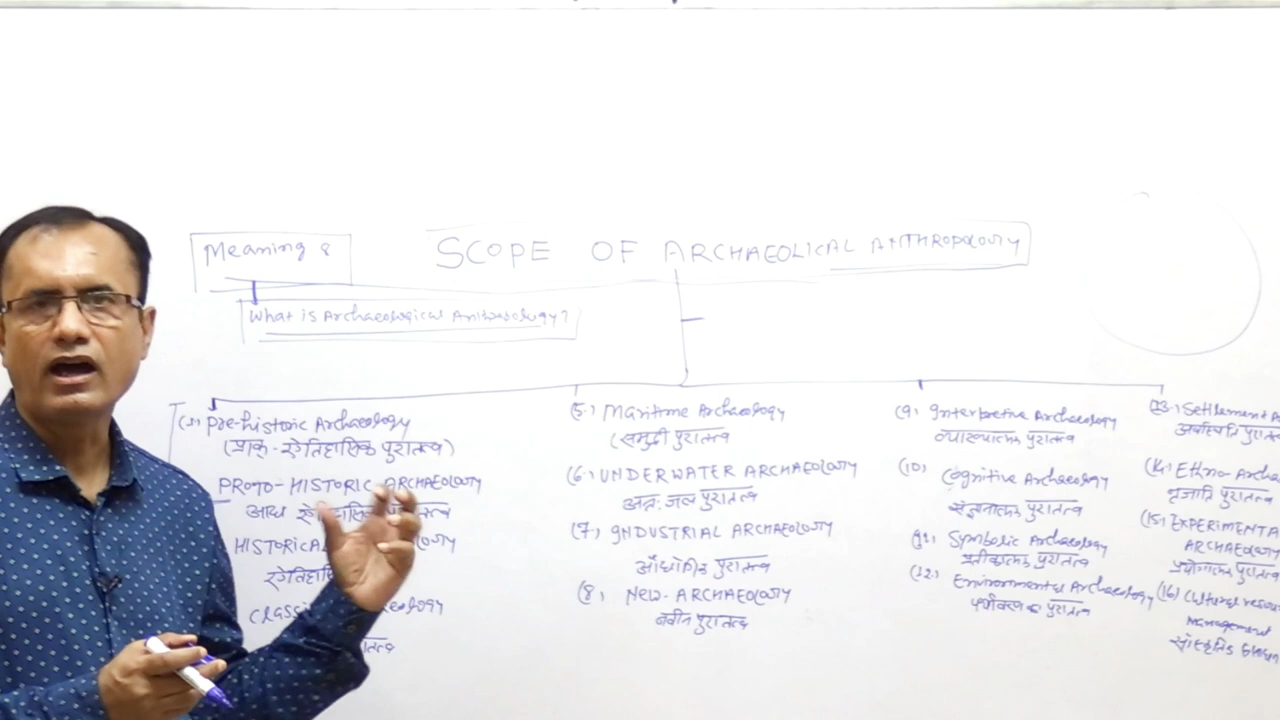 Meaning &
SCOPE OF ARCHAEOLICAL ANTHROPOLOGY
What is Archaeological Anthropology?
(1) Pre-historic Archaeology
(प्राक-ऐतिहासिक पुरातत्व)
PROTO-HISTORIC ARCHAEOLOGY
आद्य
HISTORICAL
(5.) Maritime Archaeology
(समुद्री पुरातत्व
(6.) UNDERWATER ARCHAEOLOGY
अन्तः जल पुरातत्व
(7) INDUSTRIAL ARCHAEOLOGY
औद्योगिक पुरातत्व
(8) NEW-ARCHAEOLOGY
नवीन पुरातत्व
(9) Interpretive Archaeology
व्याख्यात्मक पुरातत्व
(10) Cognitive Archaeology
संज्ञानात्मक पुरातत्व
(11) Symbolic Archaeology
प्रतीकात्मक पुरातत्व
(12.) Environmental Archaeology
पर्यावरण पुरातत्व
(13.) Settlement
(14.) Ethno-Archa
प्रजाति पुरातत्व
(15) EXPERIMENTA
ARCHAEOLOGY
प्रयोगात्मक पुरातत्व
(16) Cultural resou
Management
सांस्कृतिक